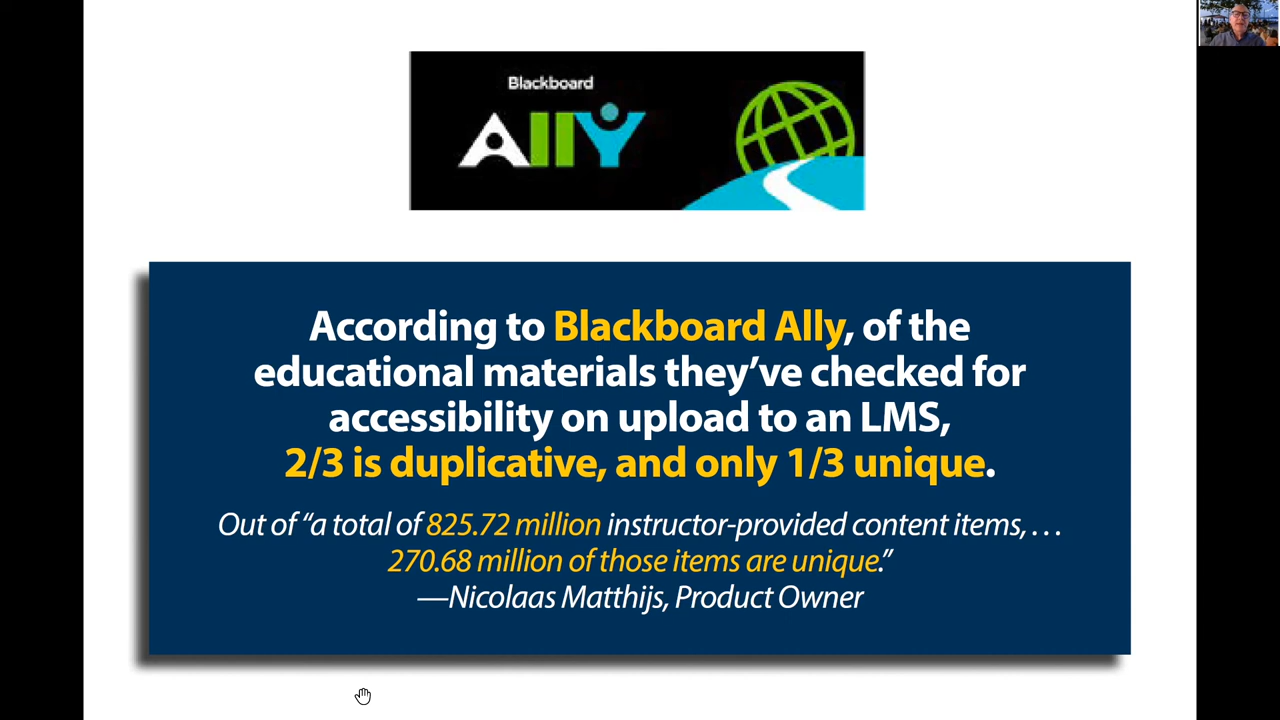 Blackboard
Ally
According to Blackboard Ally, of the
educational materials they’ve checked for
accessibility on upload to an LMS,
2/3 is duplicative, and only 1/3 unique.
Out of “a total of 825.72 million instructor-provided content items, …
270.68 million of those items are unique.”
—Nicolaas Matthijs, Product Owner